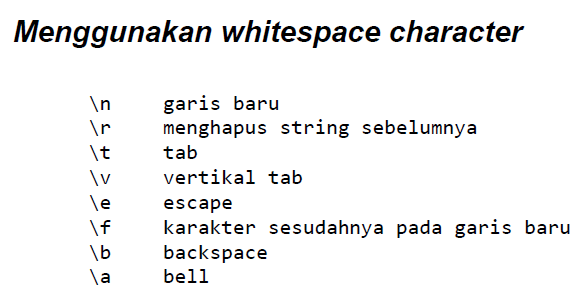 Menggunakan whitespace character
\n garis baru
\r menghapus string sebelumnya
\t tab
\v vertikal tab
\e escape
\f karakter sesudahnya pada garis baru
\b backspace
\a bell